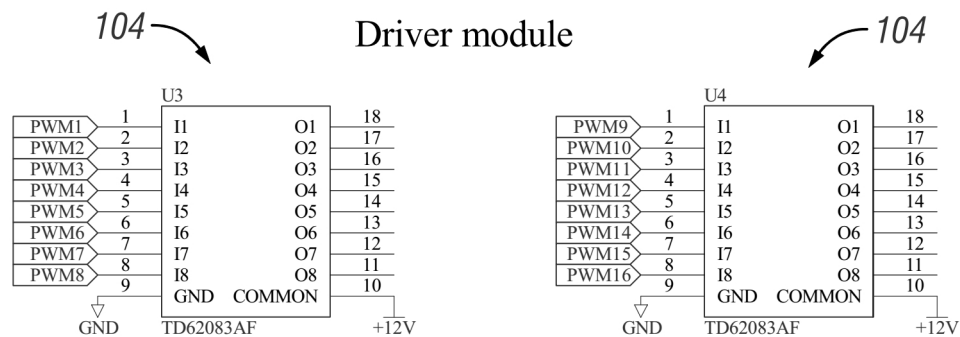 104 Driver module 104
U3 U4
PWM1 1 I1 O1 18 PWM9 1 I1 O1 18
PWM2 2 I2 O2 17 PWM10 2 I2 O2 17
PWM3 3 I3 O3 16 PWM11 3 I3 O3 16
PWM4 4 I4 O4 15 PWM12 4 I4 O4 15
PWM5 5 I5 O5 14 PWM13 5 I5 O5 14
PWM6 6 I6 O6 13 PWM14 6 I6 O6 13
PWM7 7 I7 O7 12 PWM15 7 I7 O7 12
PWM8 8 I8 O8 11 PWM16 8 I8 O8 11
9 GND COMMON 10 9 GND COMMON 10
GND TD62083AF +12V GND TD62083AF +12V